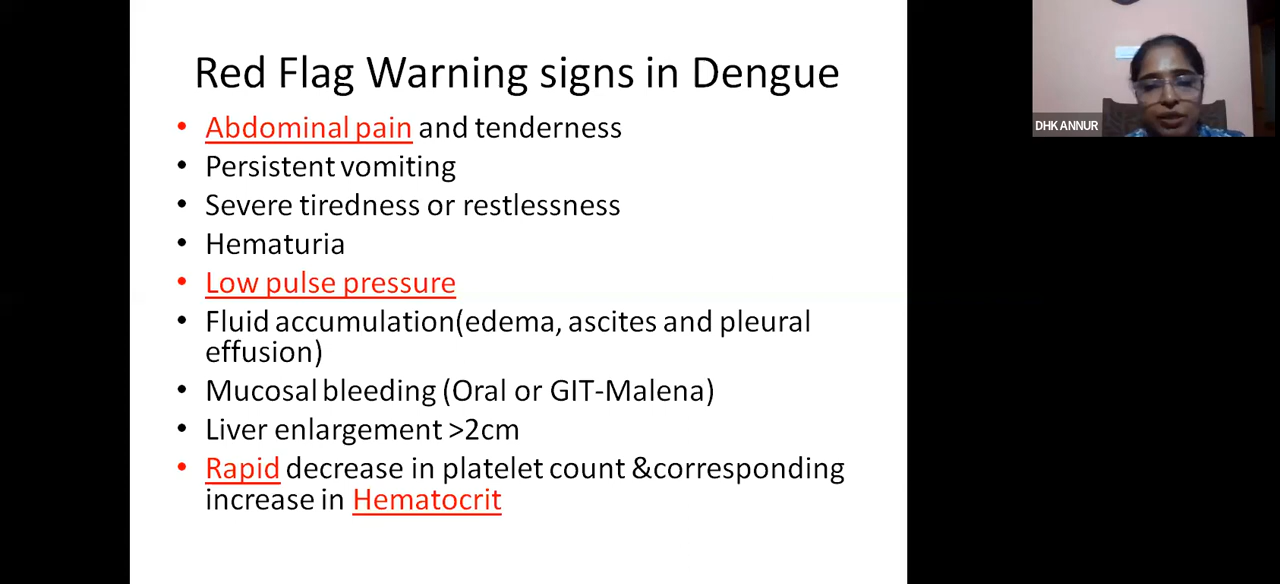 Red Flag Warning signs in Dengue
• Abdominal pain and tenderness
• Persistent vomiting
• Severe tiredness or restlessness
• Hematuria
• Low pulse pressure
• Fluid accumulation(edema, ascites and pleural
effusion)
• Mucosal bleeding (Oral or GIT-Malena)
• Liver enlargement >2cm
• Rapid decrease in platelet count &corresponding
increase in Hematocrit
DHKANNUR